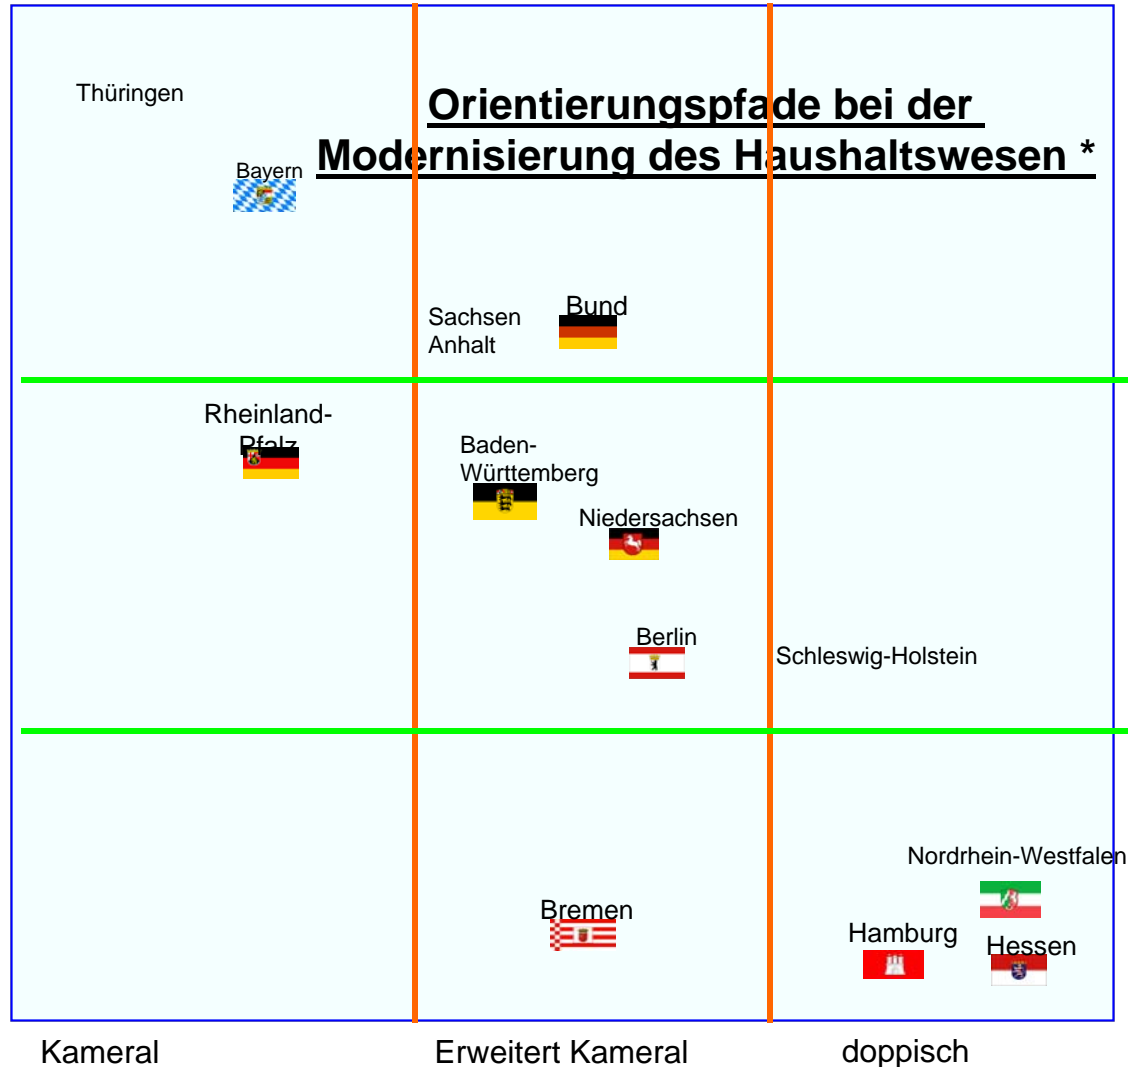 Thüringen
Orientierungspfade bei der
Modernisierung des Haushaltswesen *
Bayern
Sachsen
Anhalt
Bund
Rheinland-
Pfalz
Baden-
Württemberg
Niedersachsen
Berlin
Schleswig-Holstein
Nordrhein-Westfalen
Bremen
Hamburg
Hessen
Kameral
Erweitert Kameral
doppisch